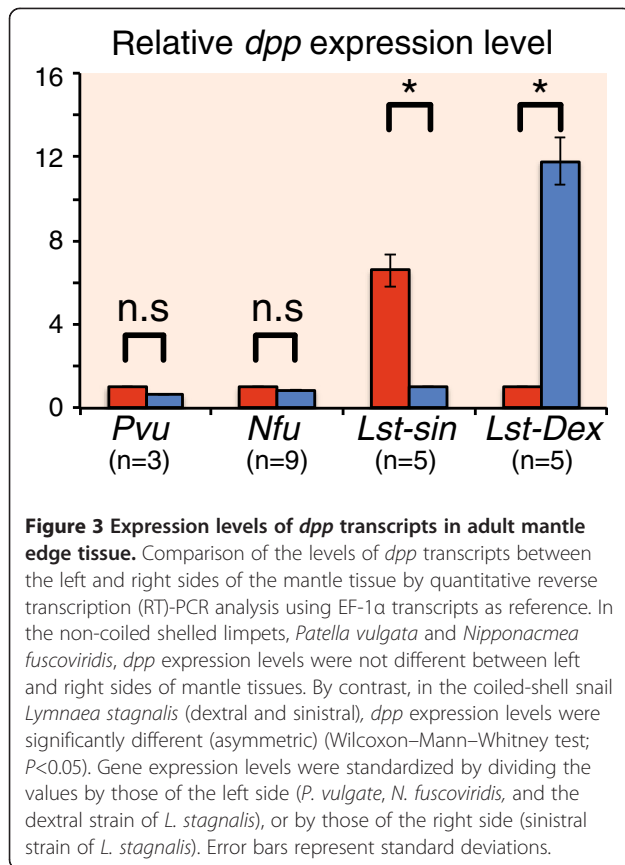 Relative dpp expression level
16
12
8
4
0
n.s
n.s
*
*
Pvu
Nfu
Lst-sin
Lst-Dex
(n=3)
(n=9)
(n=5)
(n=5)
Figure 3 Expression levels of dpp transcripts in adult mantle
edge tissue. Comparison of the levels of dpp transcripts between
the left and right sides of the mantle tissue by quantitative reverse
transcription (RT)-PCR analysis using EF-1α transcripts as reference. In
the non-coiled shelled limpets, Patella vulgata and Nipponacmea
fuscoviridis, dpp expression levels were not different between left
and right sides of mantle tissues. By contrast, in the coiled-shell snail
Lymnaea stagnalis (dextral and sinistral), dpp expression levels were
significantly different (asymmetric) (Wilcoxon–Mann–Whitney test;
P<0.05). Gene expression levels were standardized by dividing the
values by those of the left side (P. vulgate, N. fuscoviridis, and the
dextral strain of L. stagnalis), or by those of the right side (sinistral
strain of L. stagnalis). Error bars represent standard deviations.